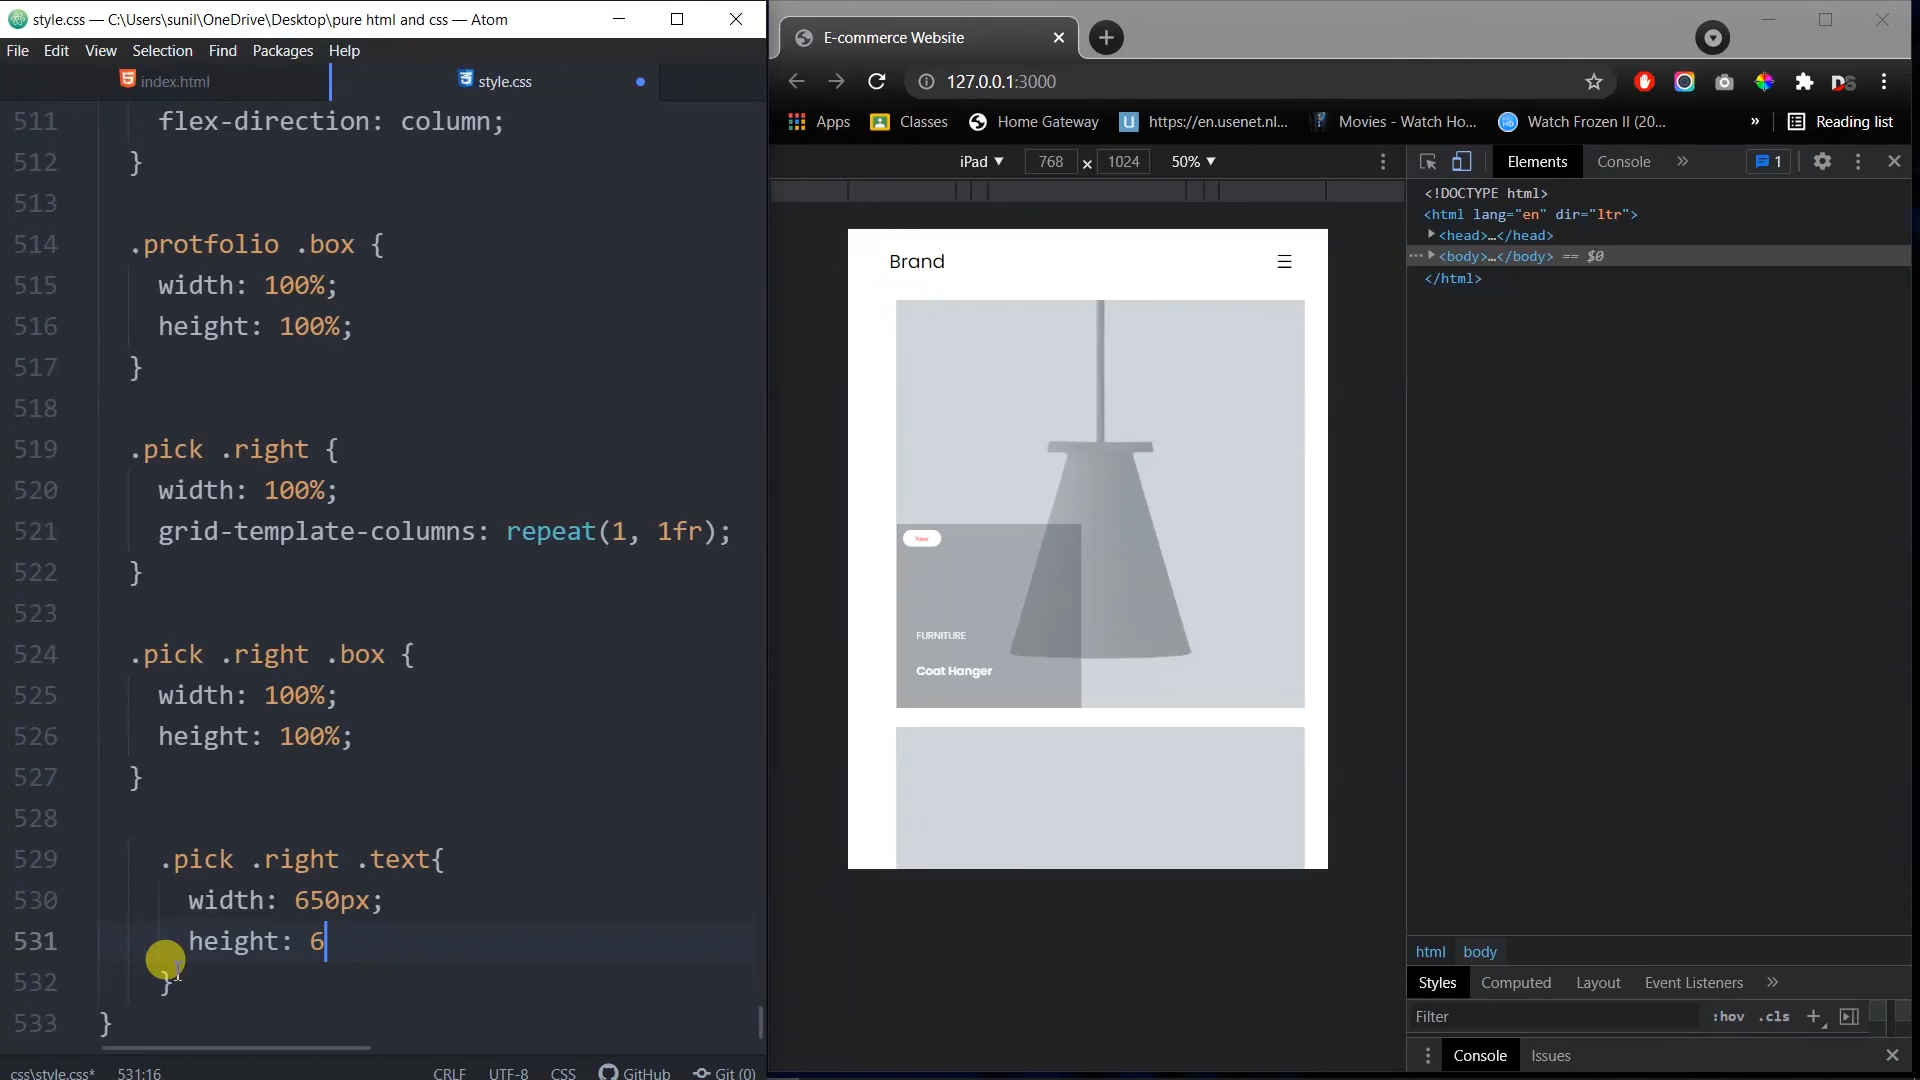 style.css — C:\Users\sunil\OneDrive\Desktop\pure html and css — Atom
File Edit View Selection Find Packages Help
index.html
style.css
511 flex-direction: column;
512 }
513
514 .protfolio .box {
515 width: 100%;
516 height: 100%;
517 }
518
519 .pick .right {
520 width: 100%;
521 grid-template-columns: repeat(1, 1fr);
522 }
523
524 .pick .right .box {
525 width: 100%;
526 height: 100%;
527 }
528
529 .pick .right .text{
530 width: 650px;
531 height: 6
532 }
533 }
css\style.css* 531:16 CRLF UTF-8 CSS GitHub Git (0)
E-commerce Website
127.0.0.1:3000
Apps Classes Home Gateway https://en.usenet.nl... Movies - Watch Ho... Watch Frozen II (20... » Reading list
iPad ▼ 768 × 1024 50% ▼
Brand
New
FURNITURE
Coat Hanger
Elements Console » 1
<!DOCTYPE html>
<html lang="en" dir="ltr">
<head>…</head>
<body>…</body> == $0
</html>
html body
Styles Computed Layout Event Listeners »
Filter :hov .cls +
Console Issues